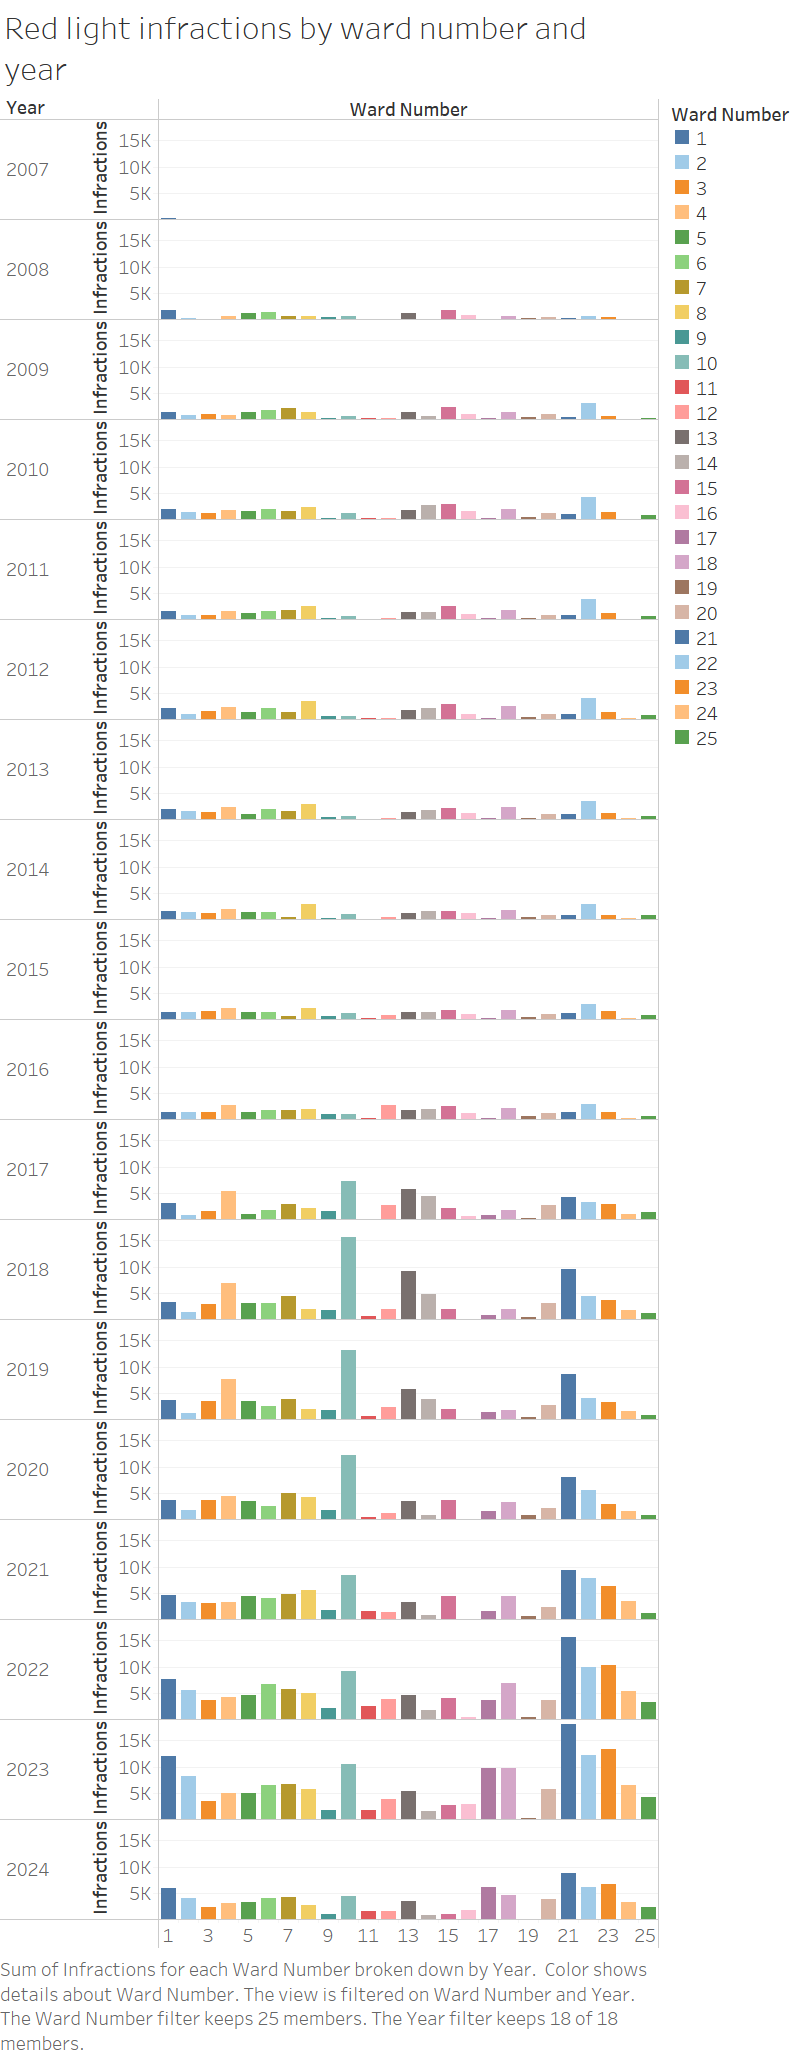 Red light infractions by ward number and
year
Year
Ward Number
Ward Number
1
2
3
4
5
6
7
8
9
10
11
12
13
14
15
16
17
18
19
20
21
22
23
24
25
2007
Infractions
15K
10K
5K
2008
Infractions
15K
10K
5K
2009
Infractions
15K
10K
5K
2010
Infractions
15K
10K
5K
2011
Infractions
15K
10K
5K
2012
Infractions
15K
10K
5K
2013
Infractions
15K
10K
5K
2014
Infractions
15K
10K
5K
2015
Infractions
15K
10K
5K
2016
Infractions
15K
10K
5K
2017
Infractions
15K
10K
5K
2018
Infractions
15K
10K
5K
2019
Infractions
15K
10K
5K
2020
Infractions
15K
10K
5K
2021
Infractions
15K
10K
5K
2022
Infractions
15K
10K
5K
2023
Infractions
15K
10K
5K
2024
Infractions
15K
10K
5K
1 3 5 7 9 11 13 15 17 19 21 23 25
Sum of Infractions for each Ward Number broken down by Year. Color shows
details about Ward Number. The view is filtered on Ward Number and Year.
The Ward Number filter keeps 25 members. The Year filter keeps 18 of 18
members.